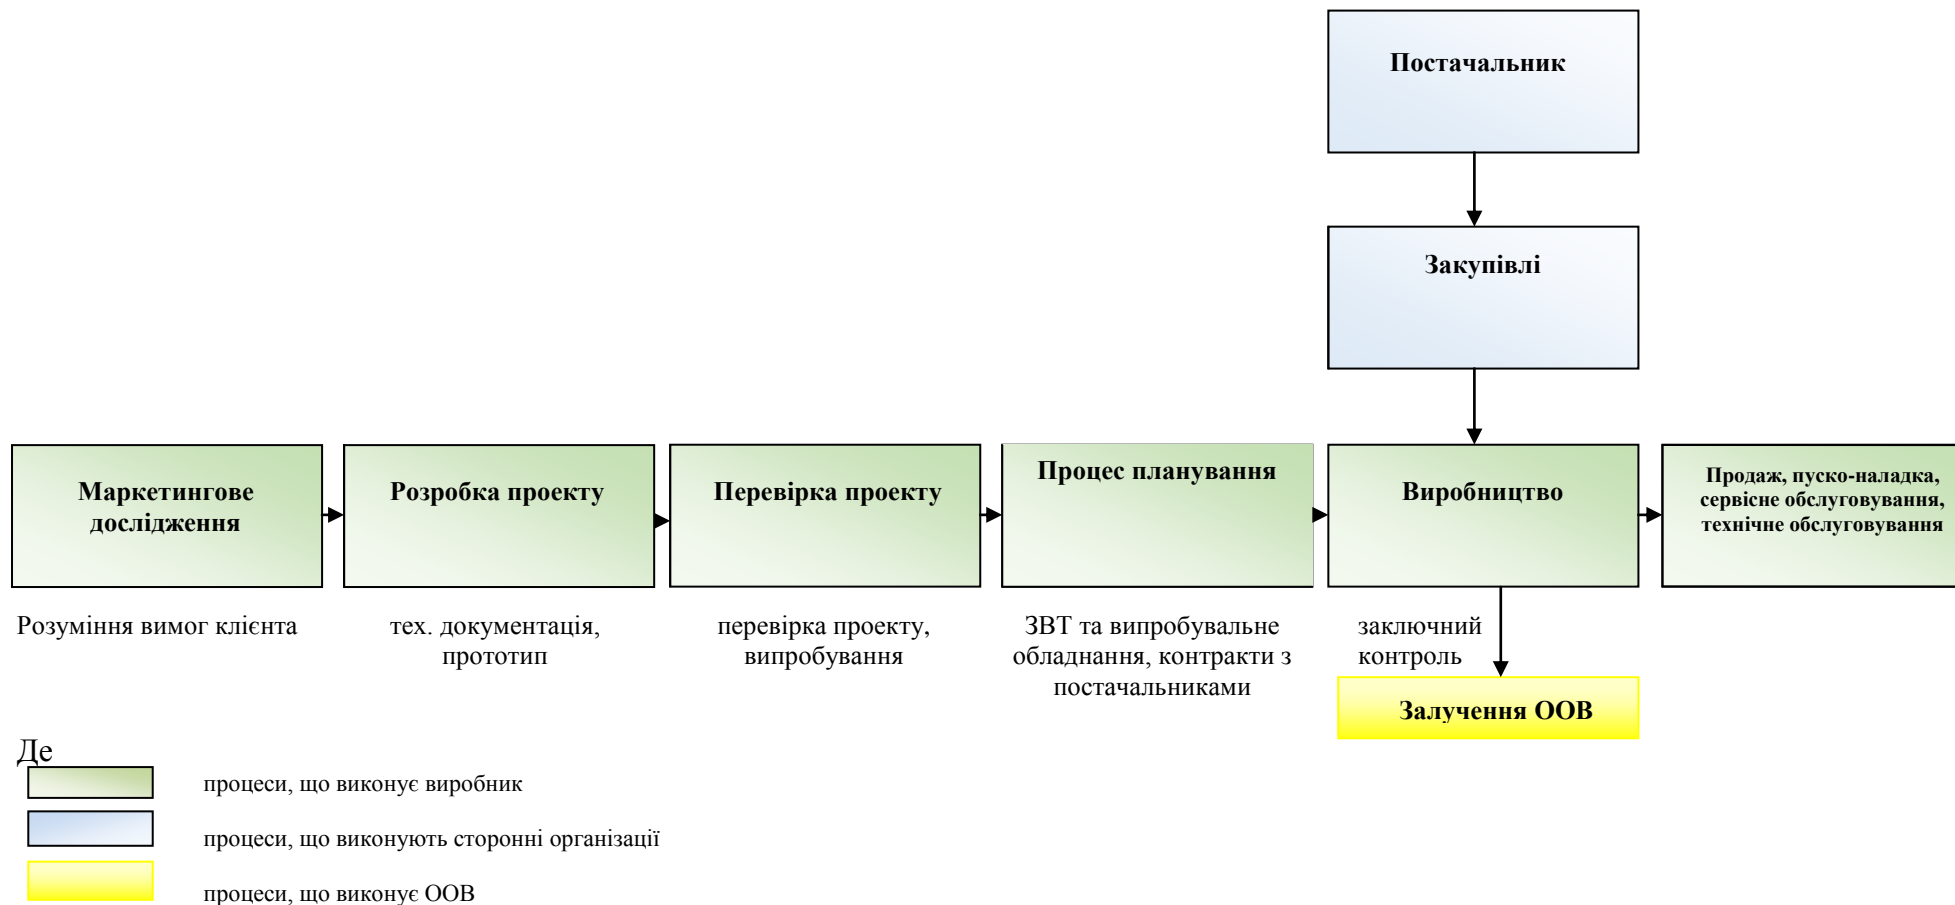 Постачальник
Закупівлі
Маркетингове
дослідження
Розробка проекту
Перевірка проекту
Процес планування
Виробництво
Продаж, пуско-наладка,
сервісне обслуговування,
технічне обслуговування
Розуміння вимог клієнта
тех. документація,
прототип
перевірка проекту,
випробування
ЗВТ та випробувальне
обладнання, контракти з
постачальниками
заключний
контроль
Залучення ООВ
Де
процеси, що виконує виробник
процеси, що виконують сторонні організації
процеси, що виконує ООВ